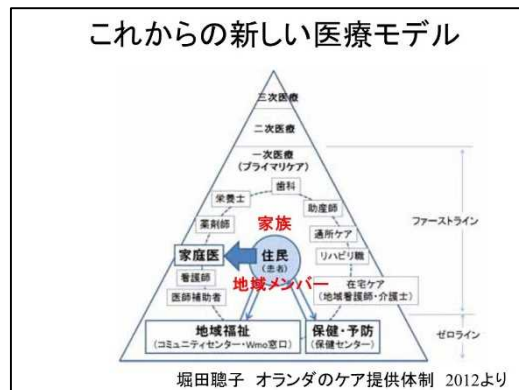 これからの新しい医療モデル
三次医療
二次医療
一次医療
(プライマリケア)
歯科
栄養士
助産師
薬剤師
家族
通所ケア
ファーストライン
家庭医
住民
(患者)
リハビリ職
看護師
地域メンバー
在宅ケア
(地域看護師・介護士)
医師補助者
地域福祉
(コミュニティセンター・Wmo窓口)
保健・予防
(保健センター)
ゼロライン
堀田聰子 オランダのケア提供体制 2012より